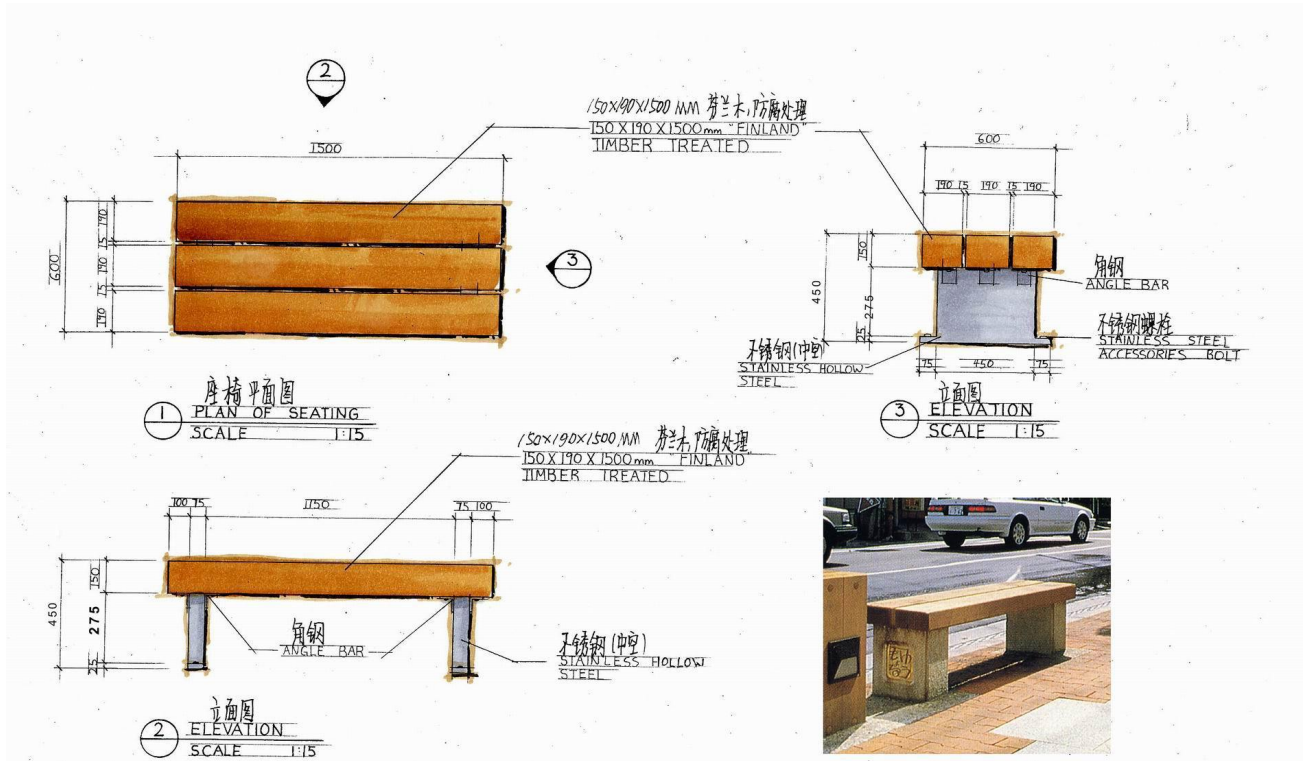 2
150X190X1500 MM 芬兰木,防腐处理
150 X 190 X 1500mm "FINLAND"
TIMBER TREATED
1500
600
190
15
190
15
190
3
600
190 15 190 15 190
450
150
275
25
角钢
ANGLE BAR
不锈钢螺栓
STAINLESS STEEL
ACCESSORIES BOLT
不锈钢(中空)
STAINLESS HOLLOW
STEEL
75 450 75
座椅平面图
1 PLAN OF SEATING
SCALE 1:15
立面图
3 ELEVATION
SCALE 1:15
150X190X1500 MM 芬兰木,防腐处理
150 X 190 X 1500mm "FINLAND
TIMBER TREATED
100 75 1150 75 100
450
150
275
25
角钢
ANGLE BAR
不锈钢(中空)
STAINLESS HOLLOW
STEEL
立面图
2 ELEVATION
SCALE 1:15